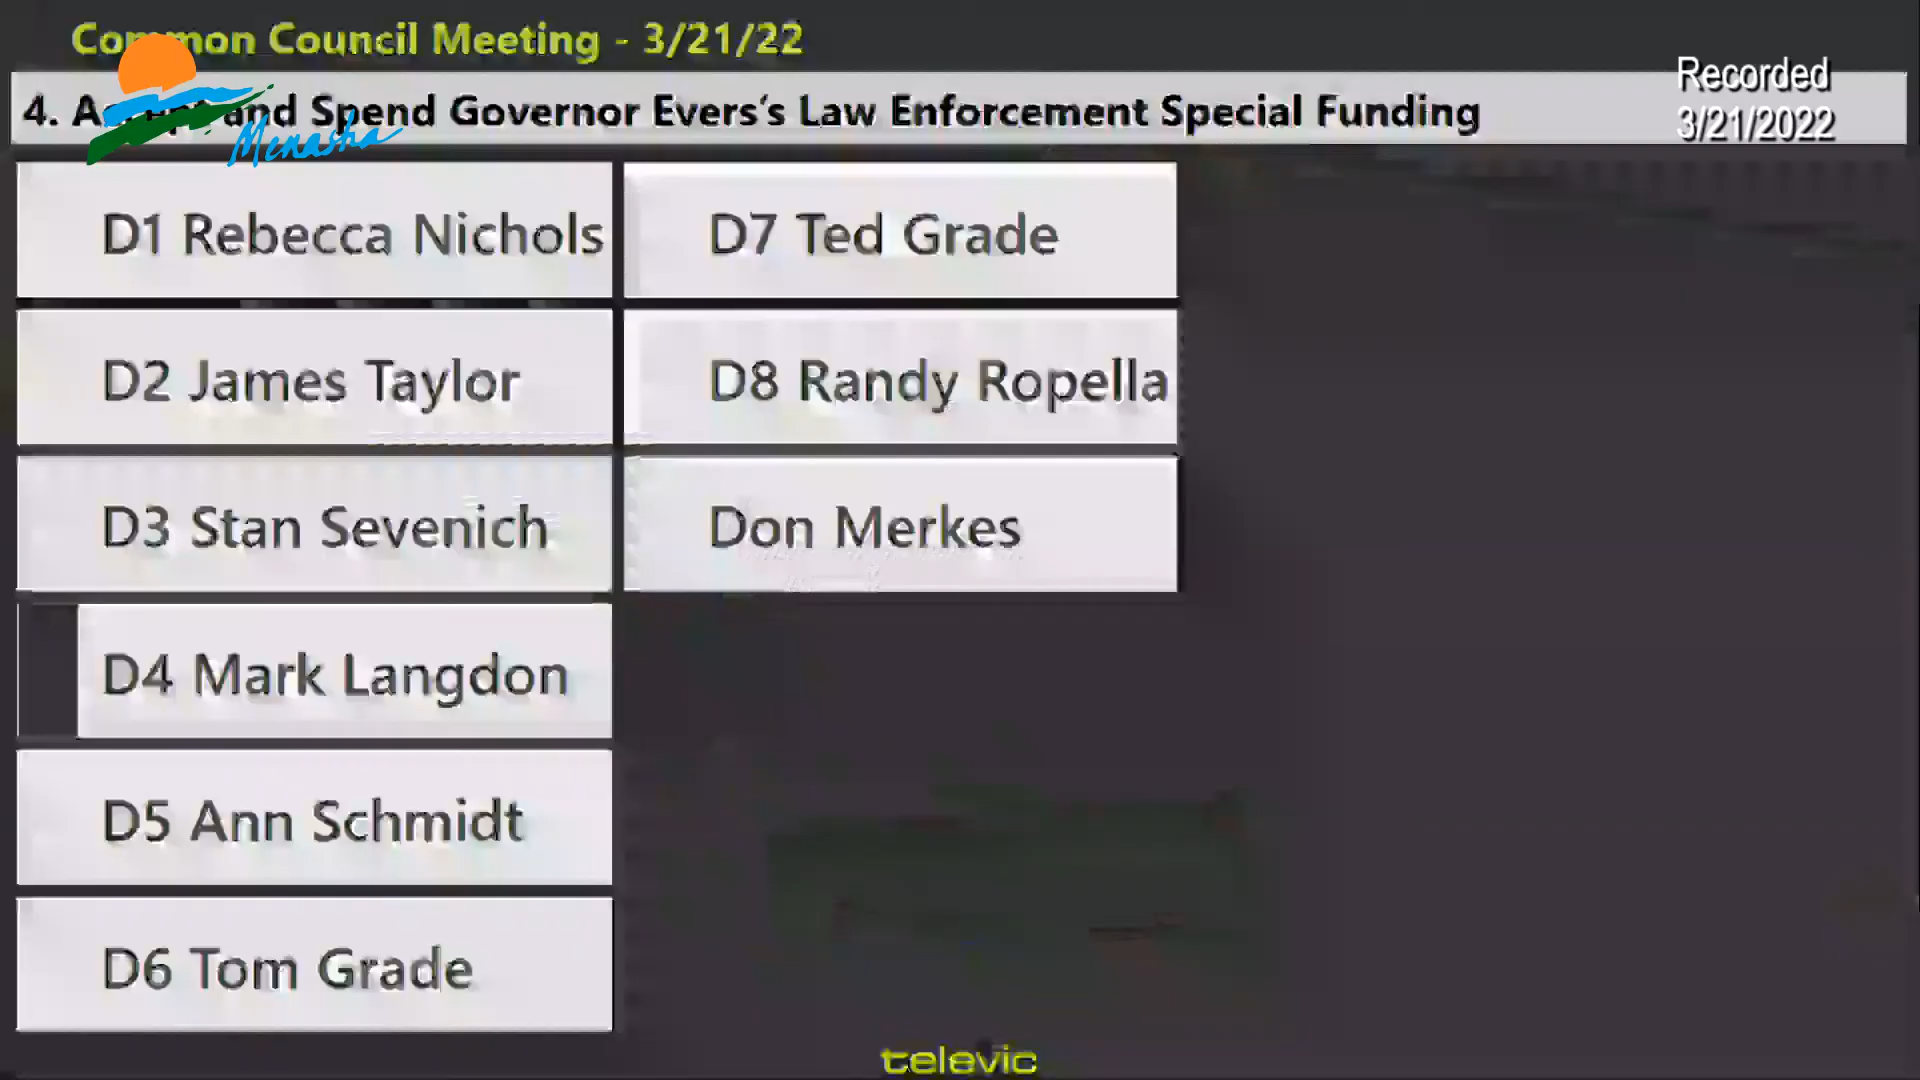 Common Council Meeting - 3/21/22
Recorded
3/21/2022
4. Accept and Spend Governor Evers's Law Enforcement Special Funding
Menasha
D1 Rebecca Nichols
D2 James Taylor
D3 Stan Sevenich
D4 Mark Langdon
D5 Ann Schmidt
D6 Tom Grade
D7 Ted Grade
D8 Randy Ropella
Don Merkes
televic